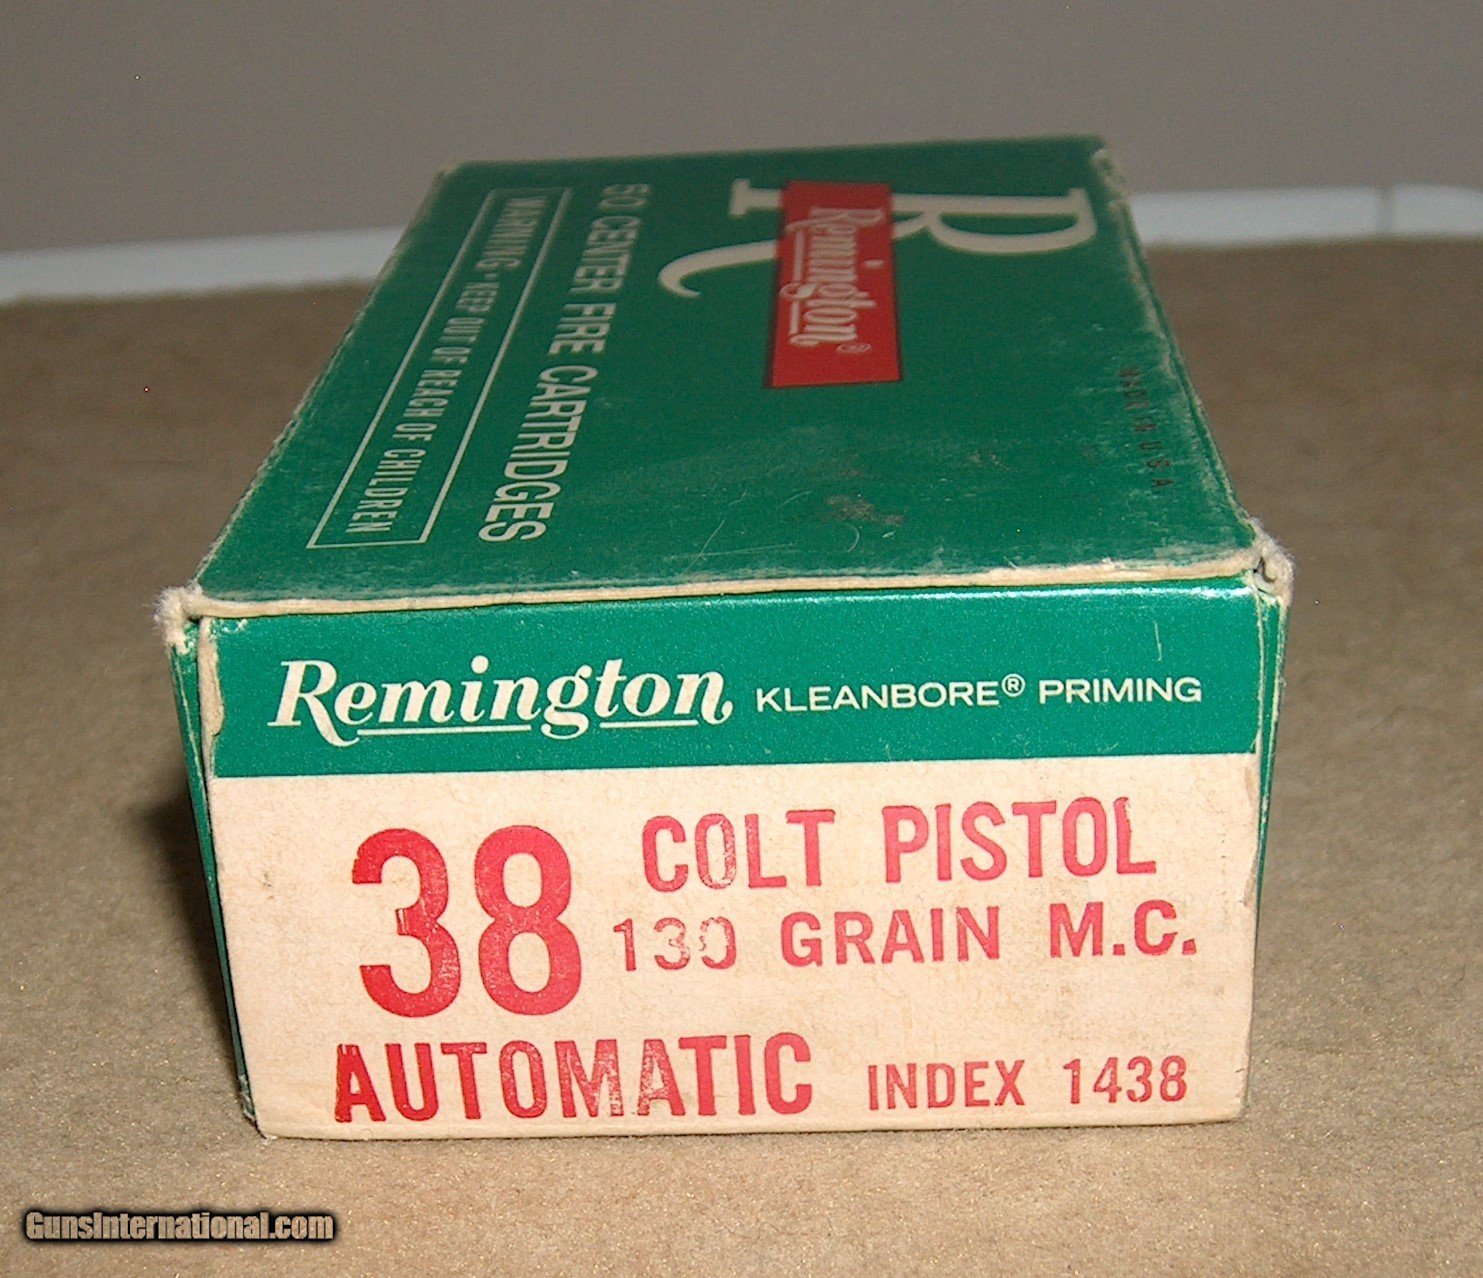 R
Remington®
50 CENTER FIRE CARTRIDGES
WARNING-KEEP OUT OF REACH OF CHILDREN
MADE IN U.S.A.
Remington KLEANBORE® PRIMING
38 COLT PISTOL
130 GRAIN M.C.
AUTOMATIC INDEX 1438
GunsInternational.com